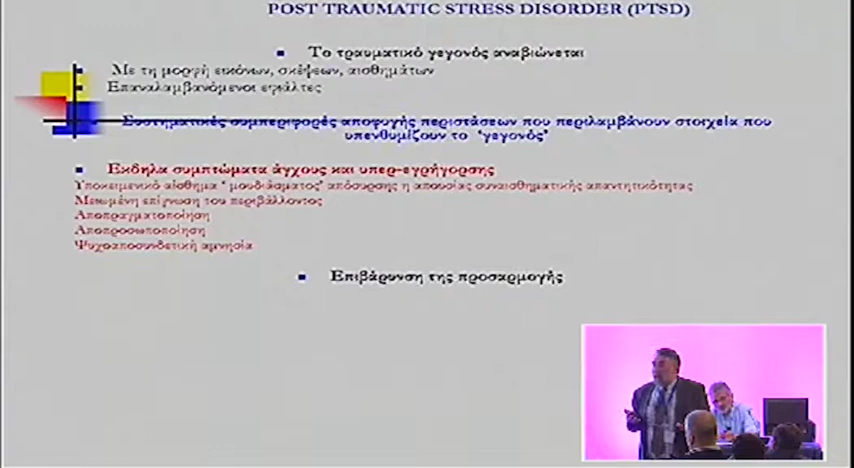 POST TRAUMATIC STRESS DISORDER (PTSD)
Το τραυματικό γεγονός αναβιώνεται
Με τη μορφή εικόνων, σκέψεων, αισθημάτων
Επαναλαμβανόμενοι εφιάλτες
Συστηματικές συμπεριφορές αποφυγής περιστάσεων που περιλαμβάνουν στοιχεία που
υπενθυμίζουν το ‘γεγονός’
Εκδηλα συμπτώματα άγχους και υπερ-εγρήγορσης
Υποκειμενικό αίσθημα ‘ μουδιάσματος’ απόσυρσης η απουσίας συναισθηματικής απαντητικότητας
Μειωμένη επίγνωση του περιβάλλοντος
Αποπραγματοποίηση
Αποπροσωποποίηση
Ψυχοαποσυνδετική αμνησία
Επιβάρυνση της προσαρμογής